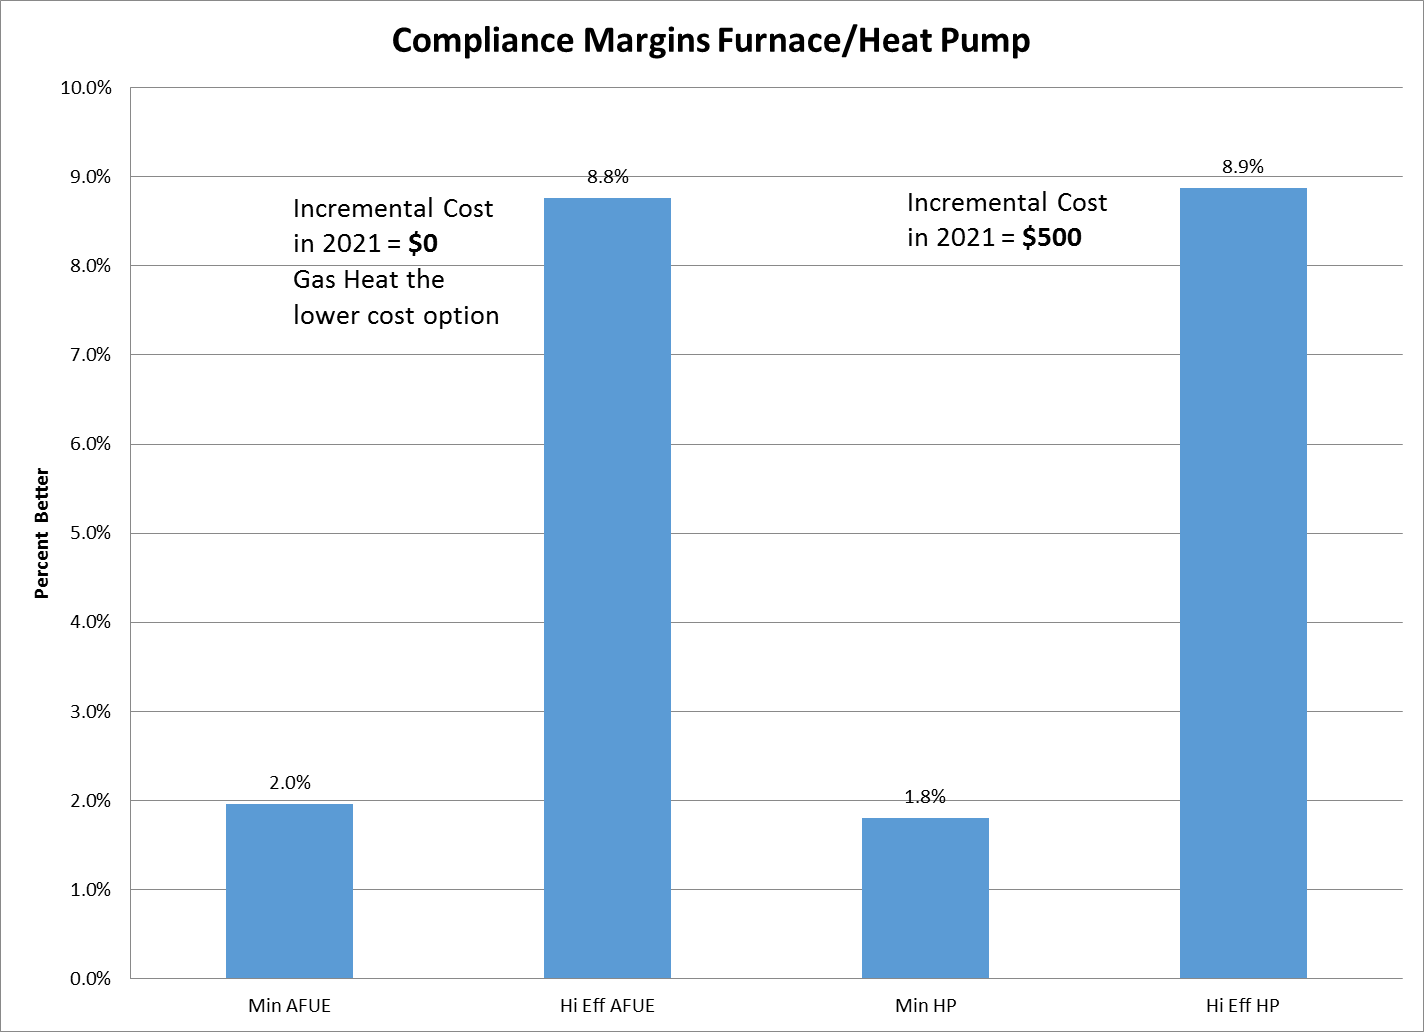 Compliance Margins Furnace/Heat Pump
10.0%
9.0%
8.0%
7.0%
6.0%
5.0%
4.0%
3.0%
2.0%
1.0%
0.0%
Percent Better
Incremental Cost
in 2021 = $0
Gas Heat the
lower cost option
Incremental Cost
in 2021 = $500
2.0%
8.8%
1.8%
8.9%
Min AFUE
Hi Eff AFUE
Min HP
Hi Eff HP